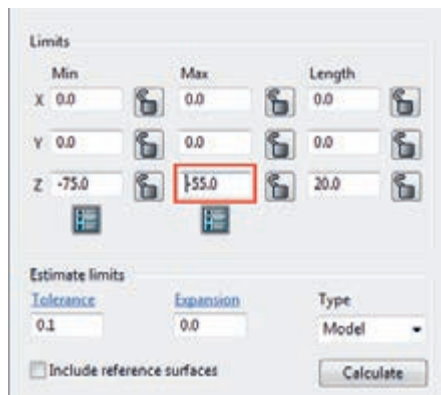 Limits
Min Max Length
X 0.0 0.0 0.0
Y 0.0 0.0 0.0
Z -75.0 -55.0 20.0
Estimate limits
Tolerance Expansion Type
0.1 0.0 Model
Include reference surfaces Calculate